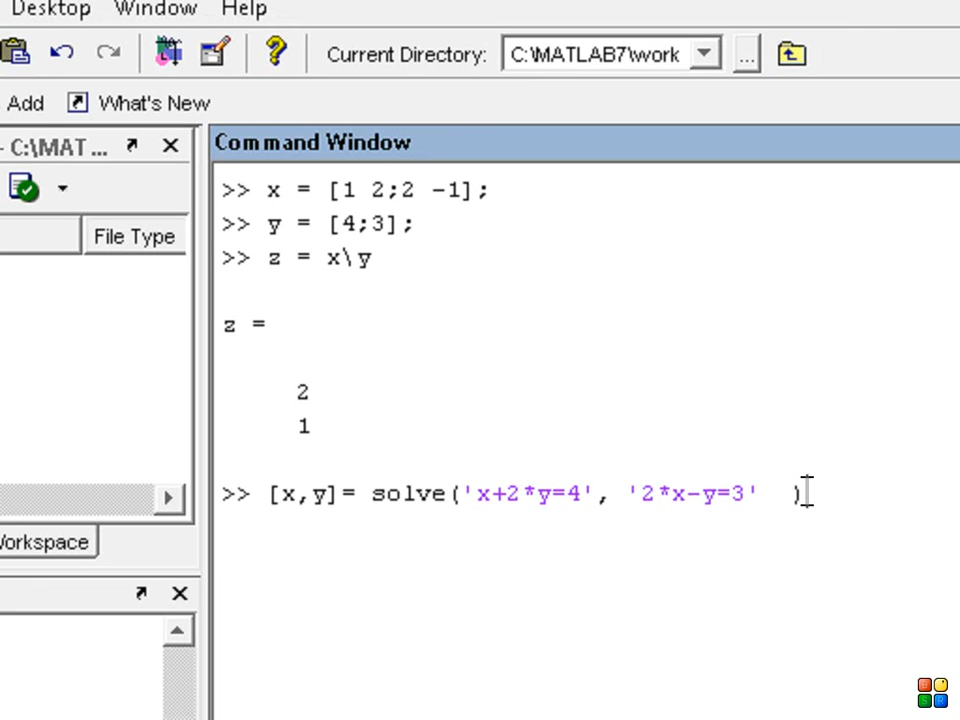 Desktop Window Help
? Current Directory: C:\MATLAB7\work ...
Add What's New
- C:\MAT ...
Command Window
>> x = [1 2;2 -1];
>> y = [4;3];
File Type
>> z = x\y
z =
2
1
>> [x,y]= solve('x+2*y=4', '2*x-y=3' )
Workspace